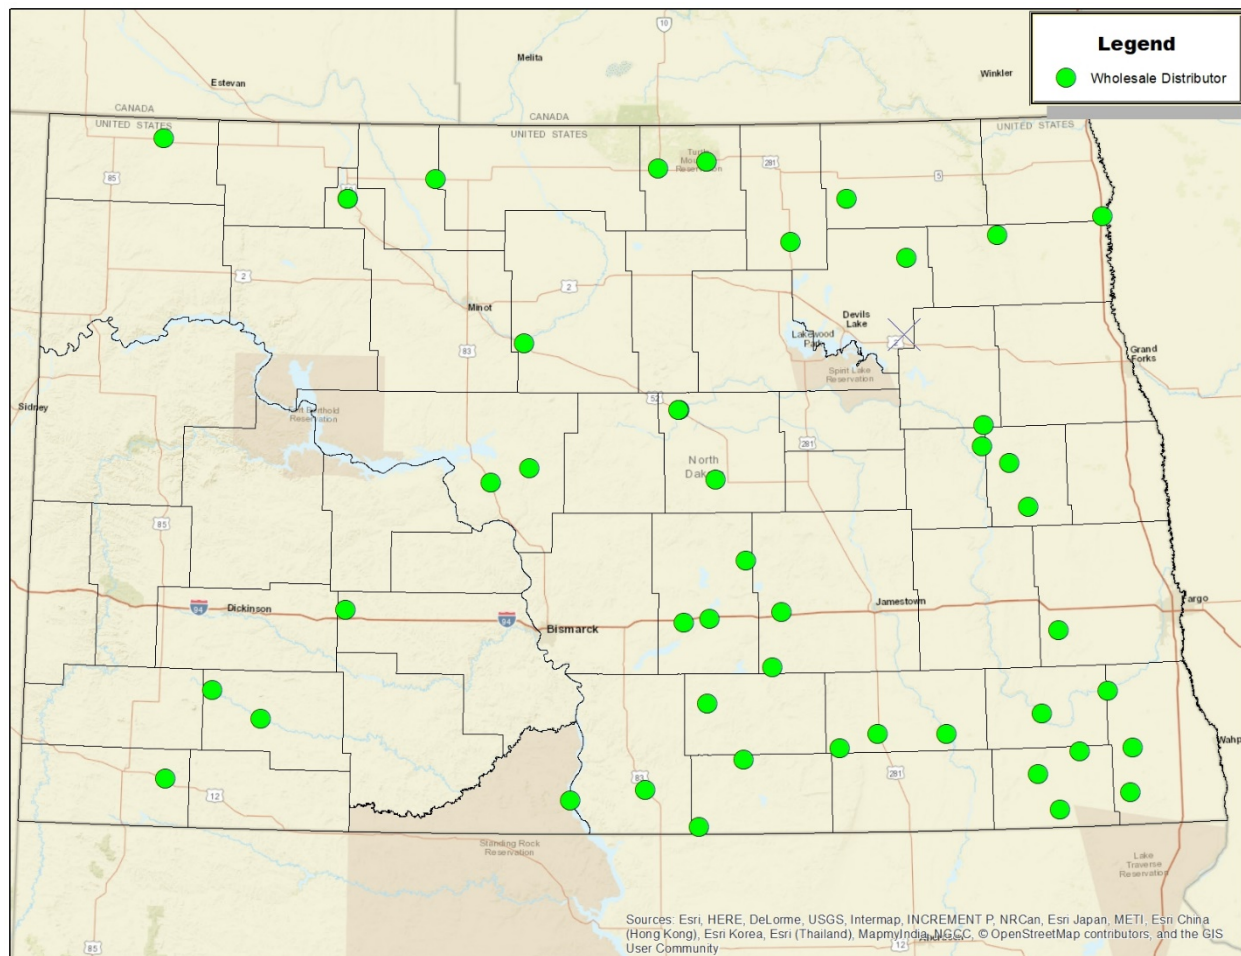 Legend
Wholesale Distributor
10
Melita
Winkler
Estevan
CANADA
UNITED STATES
CANADA
UNITED STATES
UNITED STATES
Reservation
281
85
5
2
2
Minot
Devils
Lake
2
Spirit Lake
Reservation
Grand
Forks
83
Sidney
52
Reservation
281
North
85
94
Dickinson
94
Bismarck
Jamestown
Fargo
Wahp
83
281
12
Standing Rock
Reservation
Lake
Traverse
Reservation
85
12
Sources: Esri, HERE, DeLorme, USGS, Intermap, INCREMENT P, NRCan, Esri Japan, METI, Esri China
(Hong Kong), Esri Korea, Esri (Thailand), MapmyIndia, NGCC, © OpenStreetMap contributors, and the GIS
User Community